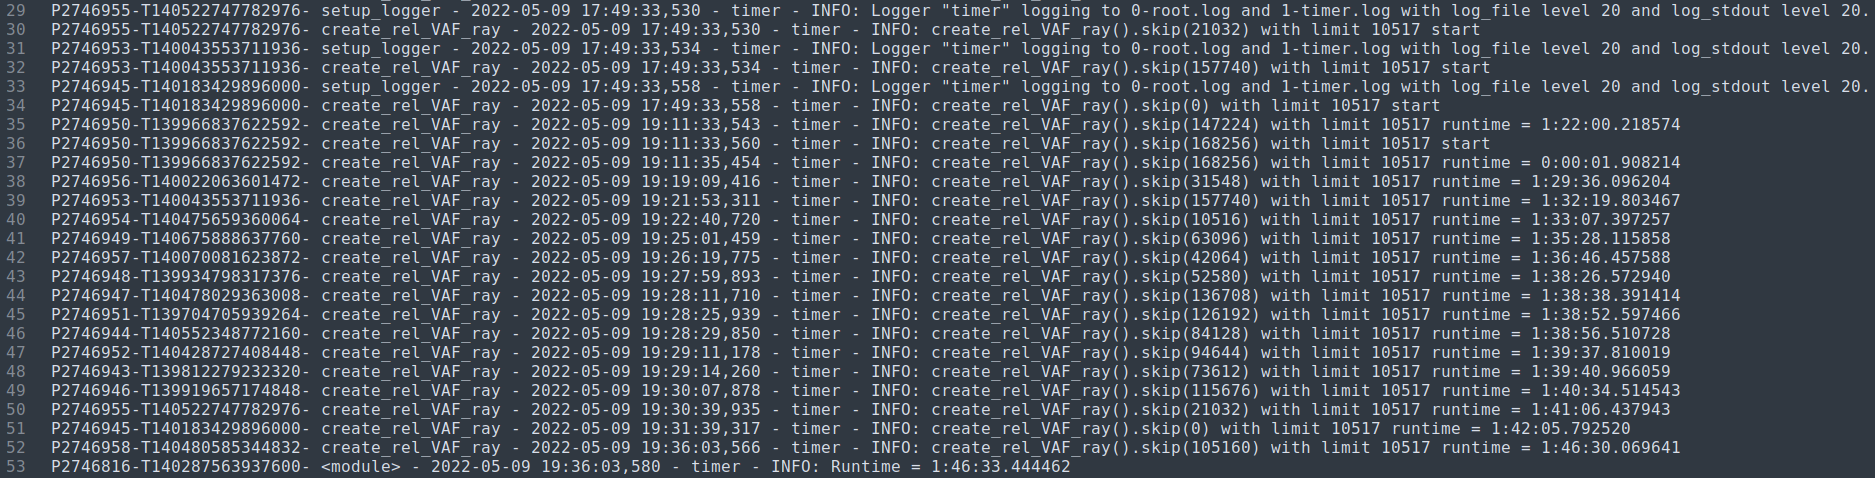 29 P2746955-T140522747782976- setup_logger - 2022-05-09 17:49:33,530 - timer - INFO: Logger "timer" logging to 0-root.log and 1-timer.log with log_file level 20 and log_stdout level 20.
30 P2746955-T140522747782976- create_rel_VAF_ray - 2022-05-09 17:49:33,530 - timer - INFO: create_rel_VAF_ray().skip(21032) with limit 10517 start
31 P2746953-T140043553711936- setup_logger - 2022-05-09 17:49:33,534 - timer - INFO: Logger "timer" logging to 0-root.log and 1-timer.log with log_file level 20 and log_stdout level 20.
32 P2746953-T140043553711936- create_rel_VAF_ray - 2022-05-09 17:49:33,534 - timer - INFO: create_rel_VAF_ray().skip(157740) with limit 10517 start
33 P2746945-T140183429896000- setup_logger - 2022-05-09 17:49:33,558 - timer - INFO: Logger "timer" logging to 0-root.log and 1-timer.log with log_file level 20 and log_stdout level 20.
34 P2746945-T140183429896000- create_rel_VAF_ray - 2022-05-09 17:49:33,558 - timer - INFO: create_rel_VAF_ray().skip(0) with limit 10517 start
35 P2746950-T139966837622592- create_rel_VAF_ray - 2022-05-09 19:11:33,543 - timer - INFO: create_rel_VAF_ray().skip(147224) with limit 10517 runtime = 1:22:00.218574
36 P2746950-T139966837622592- create_rel_VAF_ray - 2022-05-09 19:11:33,560 - timer - INFO: create_rel_VAF_ray().skip(168256) with limit 10517 start
37 P2746950-T139966837622592- create_rel_VAF_ray - 2022-05-09 19:11:35,454 - timer - INFO: create_rel_VAF_ray().skip(168256) with limit 10517 runtime = 0:00:01.908214
38 P2746956-T140022063601472- create_rel_VAF_ray - 2022-05-09 19:19:09,416 - timer - INFO: create_rel_VAF_ray().skip(31548) with limit 10517 runtime = 1:29:36.096204
39 P2746953-T140043553711936- create_rel_VAF_ray - 2022-05-09 19:21:53,311 - timer - INFO: create_rel_VAF_ray().skip(157740) with limit 10517 runtime = 1:32:19.803467
40 P2746954-T140475659360064- create_rel_VAF_ray - 2022-05-09 19:22:40,720 - timer - INFO: create_rel_VAF_ray().skip(10516) with limit 10517 runtime = 1:33:07.397257
41 P2746949-T140675888637760- create_rel_VAF_ray - 2022-05-09 19:25:01,459 - timer - INFO: create_rel_VAF_ray().skip(63096) with limit 10517 runtime = 1:35:28.115858
42 P2746957-T140070081623872- create_rel_VAF_ray - 2022-05-09 19:26:19,775 - timer - INFO: create_rel_VAF_ray().skip(42064) with limit 10517 runtime = 1:36:46.457588
43 P2746948-T139934798317376- create_rel_VAF_ray - 2022-05-09 19:27:59,893 - timer - INFO: create_rel_VAF_ray().skip(52580) with limit 10517 runtime = 1:38:26.572940
44 P2746947-T140478029363008- create_rel_VAF_ray - 2022-05-09 19:28:11,710 - timer - INFO: create_rel_VAF_ray().skip(136708) with limit 10517 runtime = 1:38:38.391414
45 P2746951-T139704705939264- create_rel_VAF_ray - 2022-05-09 19:28:25,939 - timer - INFO: create_rel_VAF_ray().skip(126192) with limit 10517 runtime = 1:38:52.597466
46 P2746944-T140552348772160- create_rel_VAF_ray - 2022-05-09 19:28:29,850 - timer - INFO: create_rel_VAF_ray().skip(84128) with limit 10517 runtime = 1:38:56.510728
47 P2746952-T140428727408448- create_rel_VAF_ray - 2022-05-09 19:29:11,178 - timer - INFO: create_rel_VAF_ray().skip(94644) with limit 10517 runtime = 1:39:37.810019
48 P2746943-T139812279232320- create_rel_VAF_ray - 2022-05-09 19:29:14,260 - timer - INFO: create_rel_VAF_ray().skip(73612) with limit 10517 runtime = 1:39:40.966059
49 P2746946-T139919657174848- create_rel_VAF_ray - 2022-05-09 19:30:07,878 - timer - INFO: create_rel_VAF_ray().skip(115676) with limit 10517 runtime = 1:40:34.514543
50 P2746955-T140522747782976- create_rel_VAF_ray - 2022-05-09 19:30:39,935 - timer - INFO: create_rel_VAF_ray().skip(21032) with limit 10517 runtime = 1:41:06.437943
51 P2746945-T140183429896000- create_rel_VAF_ray - 2022-05-09 19:31:39,317 - timer - INFO: create_rel_VAF_ray().skip(0) with limit 10517 runtime = 1:42:05.792520
52 P2746958-T140480585344832- create_rel_VAF_ray - 2022-05-09 19:36:03,566 - timer - INFO: create_rel_VAF_ray().skip(105160) with limit 10517 runtime = 1:46:30.069641
53 P2746816-T140287563937600- <module> - 2022-05-09 19:36:03,580 - timer - INFO: Runtime = 1:46:33.444462